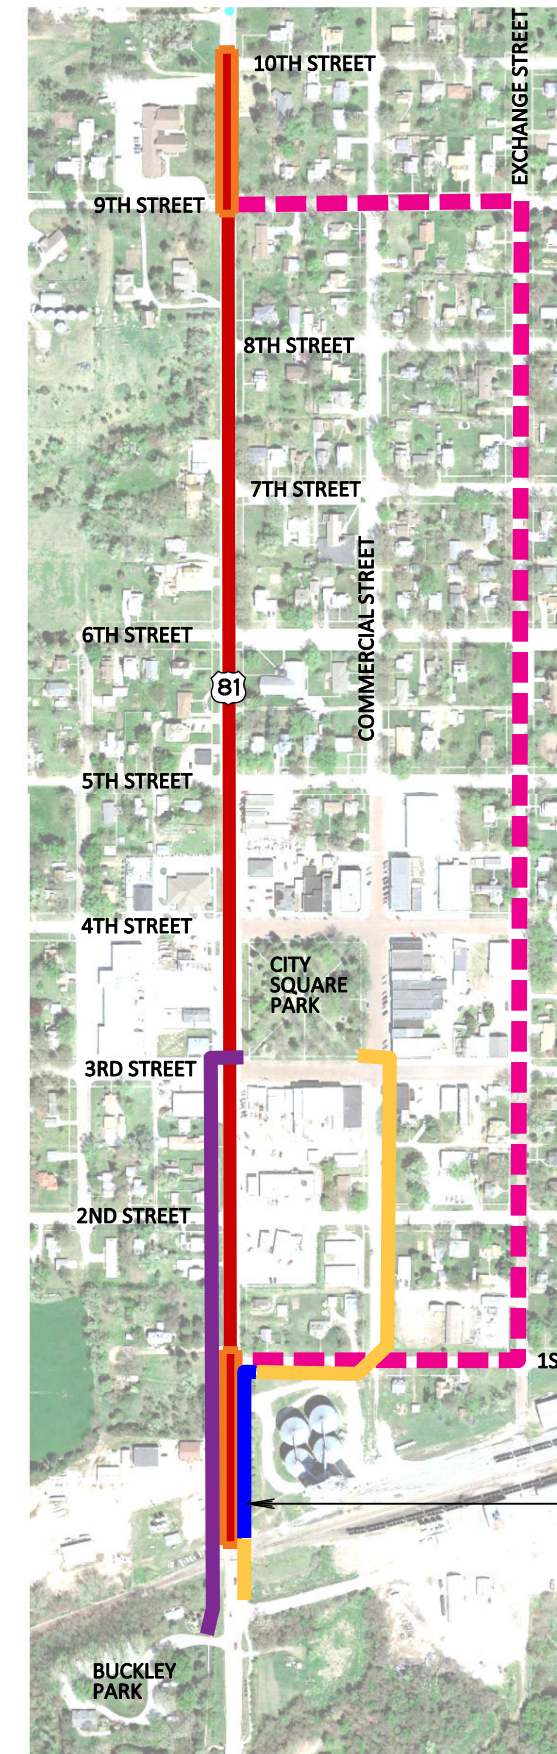 10TH STREET
EXCHANGE STREET
9TH STREET
8TH STREET
7TH STREET
COMMERCIAL STREET
6TH STREET
81
5TH STREET
4TH STREET
CITY
SQUARE
PARK
3RD STREET
2ND STREET
1S
BUCKLEY
PARK